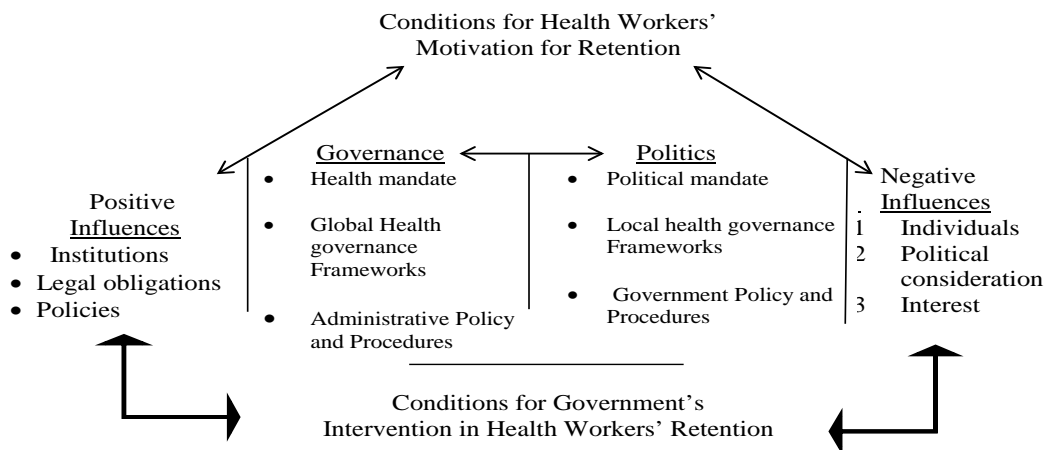 Conditions for Health Workers'
Motivation for Retention
Governance
• Health mandate
• Global Health
governance
Frameworks
• Administrative Policy
and Procedures
Politics
• Political mandate
• Local health governance
Frameworks
• Government Policy and
Procedures
Positive
Influences
• Institutions
• Legal obligations
• Policies
Negative
Influences
1 Individuals
2 Political
consideration
3 Interest
Conditions for Government's
Intervention in Health Workers' Retention